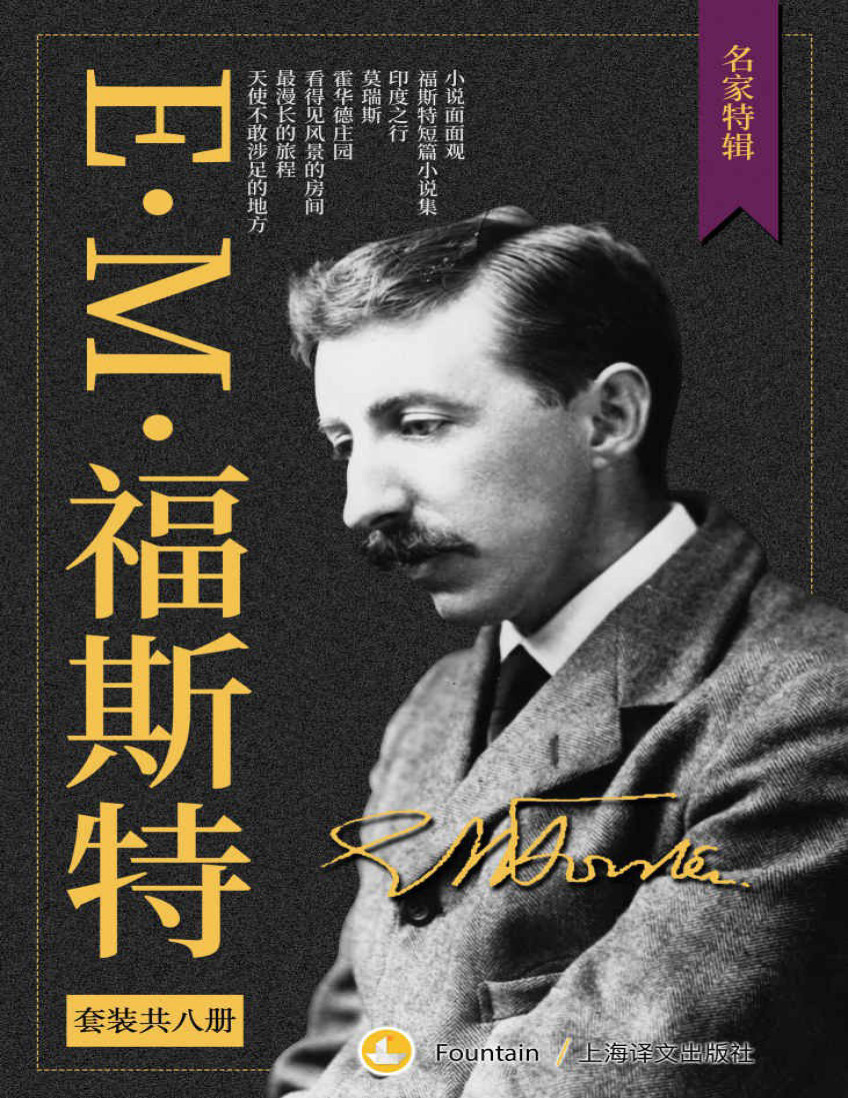 名家特辑
小说面面观
福斯特短篇小说集
印度之行
莫瑞斯
霍华德庄园
看得见风景的房间
最漫长的旅程
天使不敢涉足的地方
E·M·福斯特
EMForster.
套装共八册
Fountain / 上海译文出版社